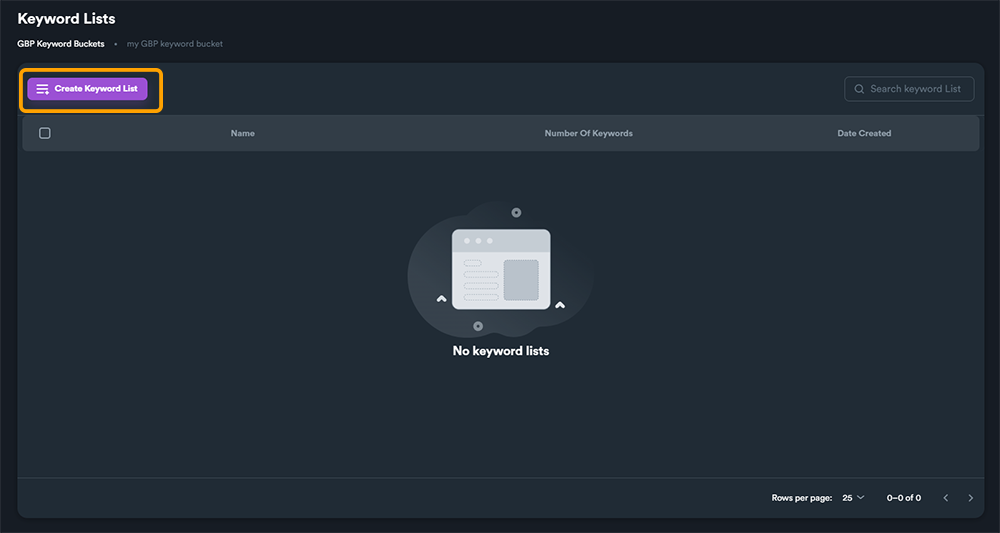 Keyword Lists
GBP Keyword Buckets • my GBP keyword bucket
Create Keyword List
Search keyword List
Name Number Of Keywords Date Created
No keyword lists
Rows per page: 25 0–0 of 0